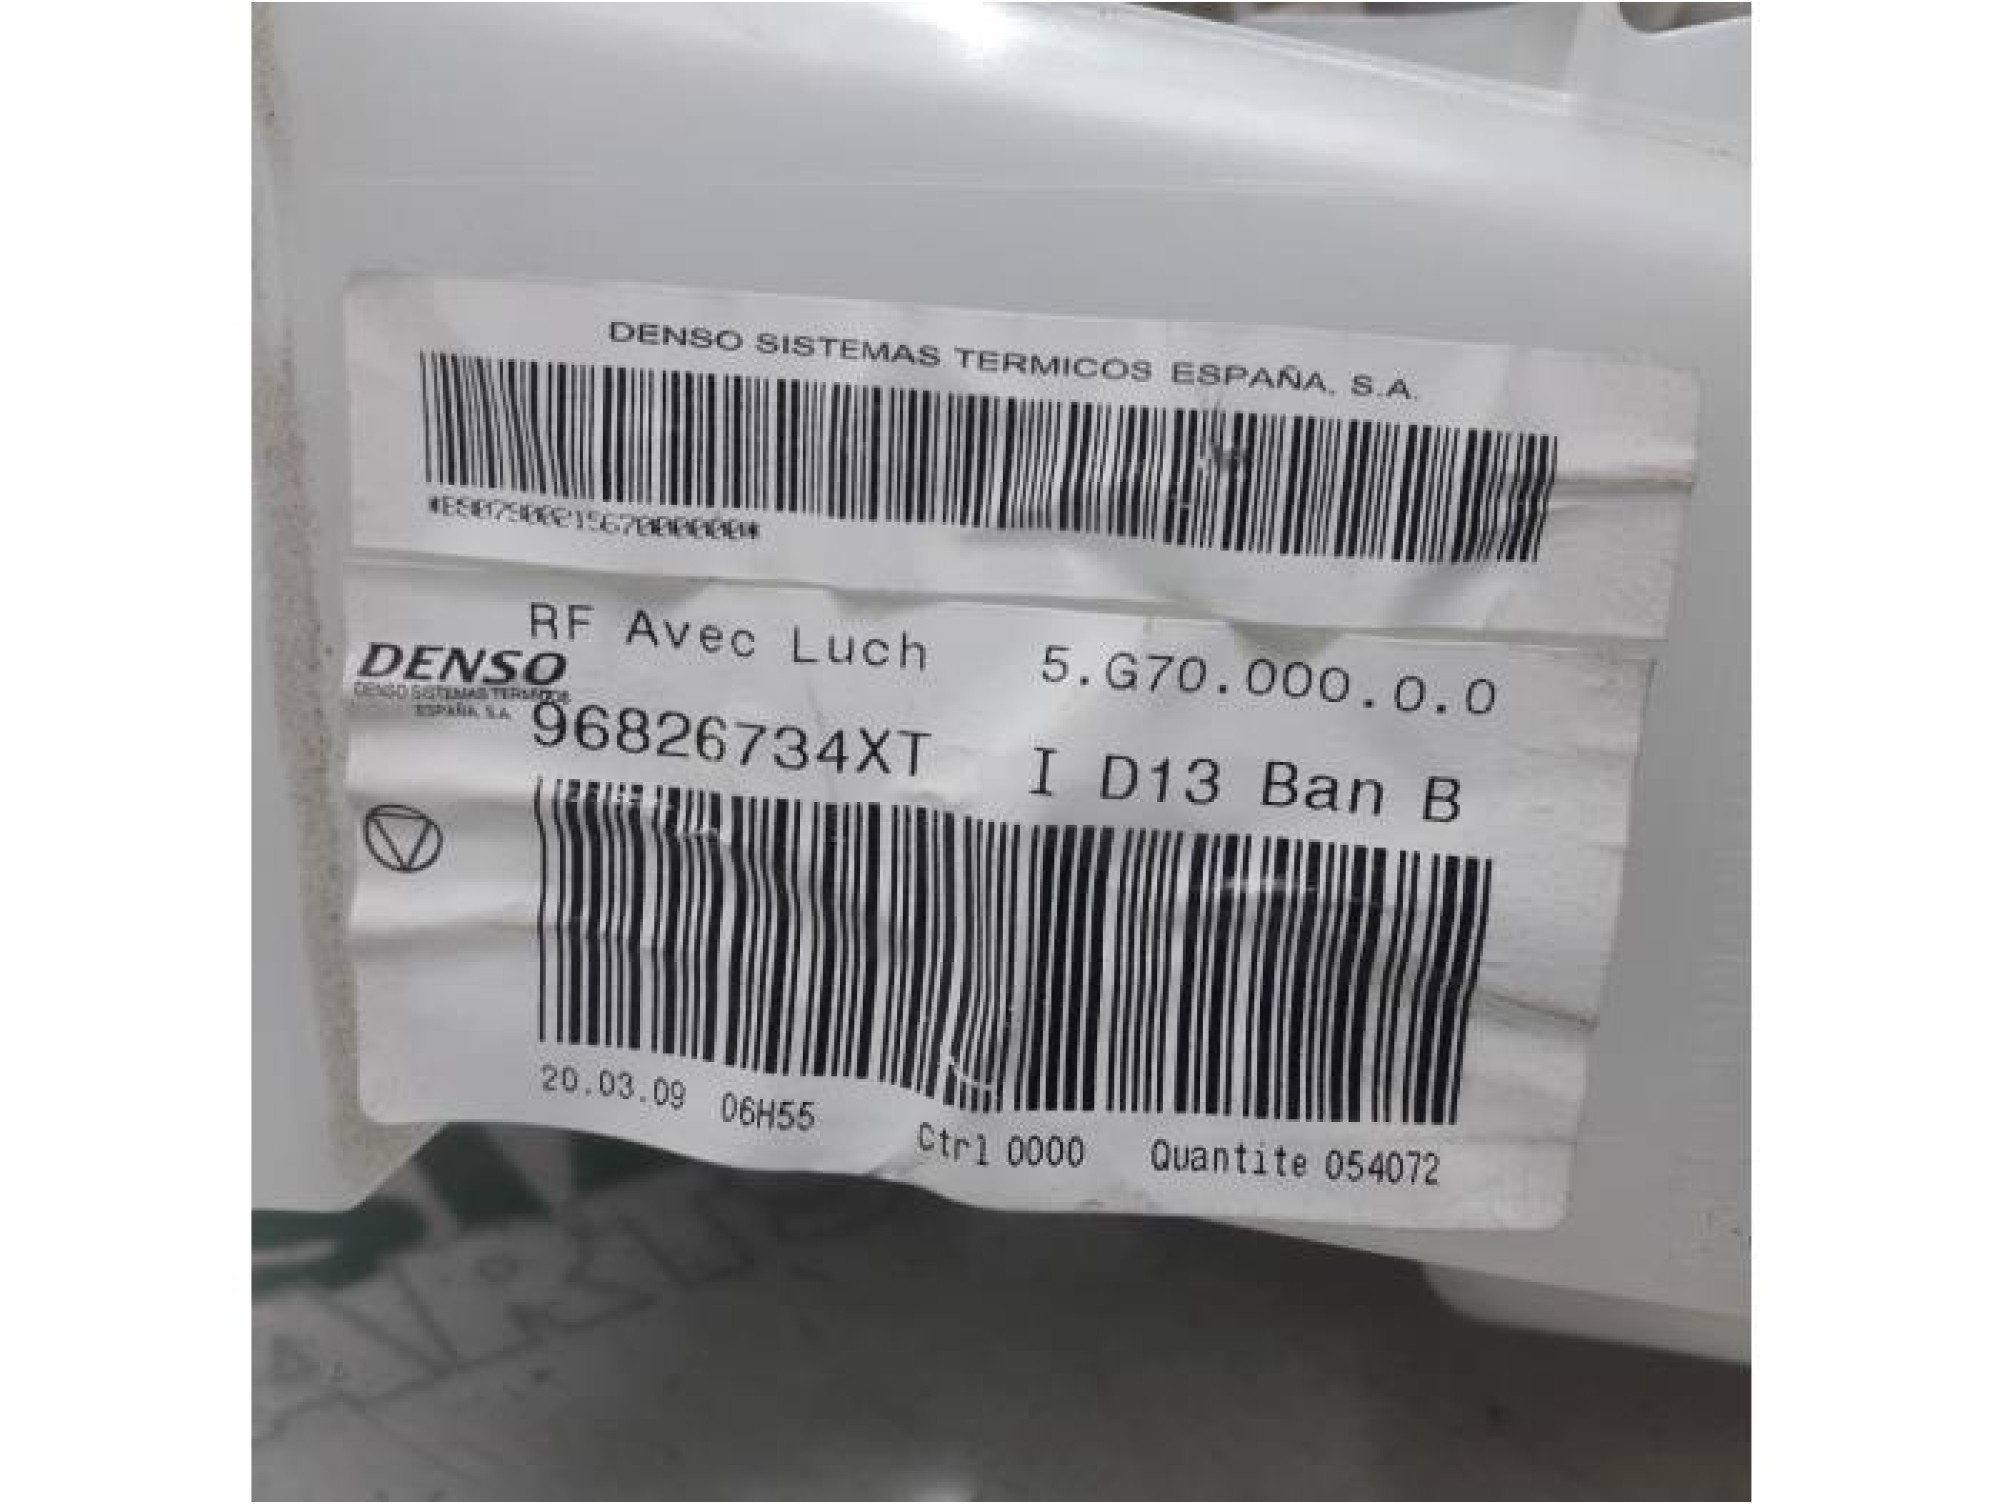 DENSO SISTEMAS TERMICOS ESPAÑA, S.A.
RF Avec Luch 5.G70.000.0.0
DENSO
DENSO SISTEMAS TERMICOS
ESPAÑA, S.A.
96826734XT I D13 Ban B
20.03.09 06H55 Ctrl 0000 Quantite 054072